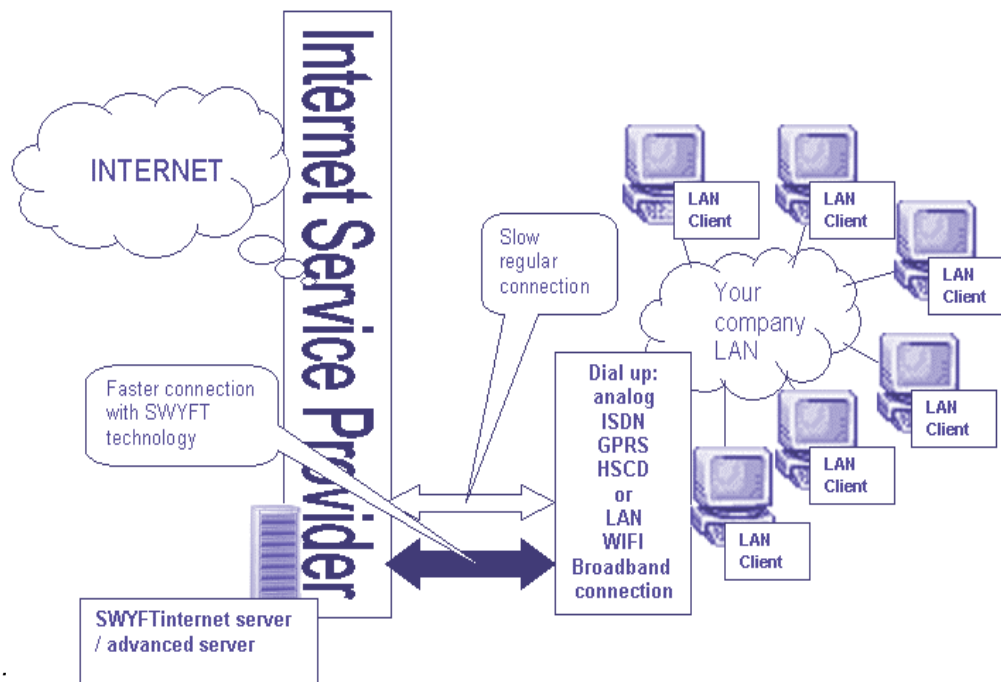 Internet Service Provider
INTERNET
Slow
regular
connection
Faster connection
with SWYFT
technology
SWYFTinternet server
/ advanced server
Dial up:
analog
ISDN
GPRS
HSCD
or
LAN
WIFI
Broadband
connection
Your
company
LAN
LAN
Client
LAN
Client
LAN
Client
LAN
Client
LAN
Client
LAN
Client
.